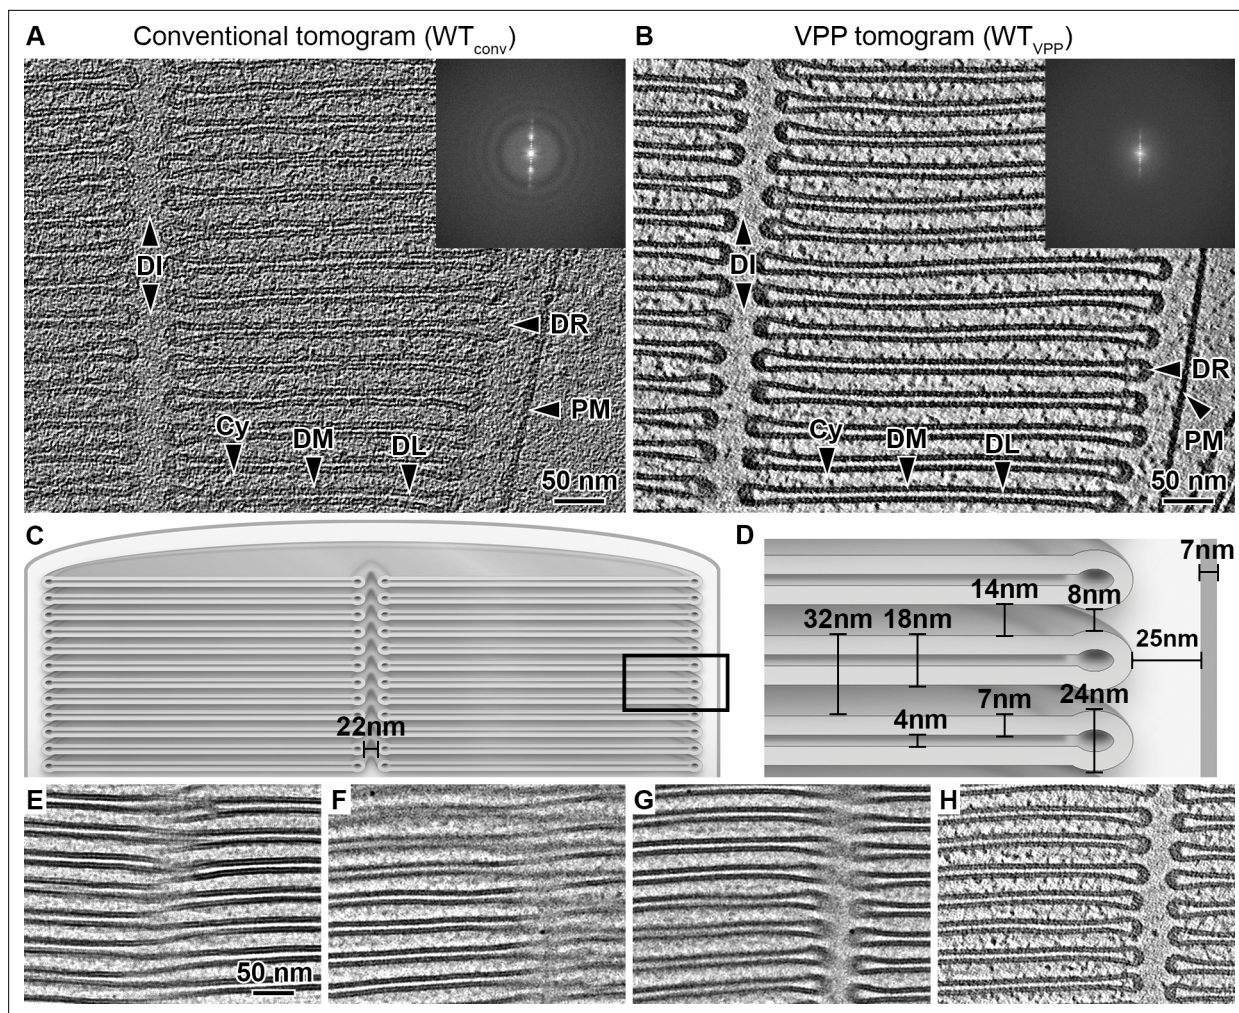 A Conventional tomogram (WTconv)
B VPP tomogram (WTVPP)
DI
DR
PM
Cy
DM
DL
50 nm
DI
DR
PM
Cy
DM
DL
50 nm
C
22nm
D
7nm
14nm
8nm
32nm
18nm
25nm
7nm
24nm
4nm
E
50 nm
F
G
H